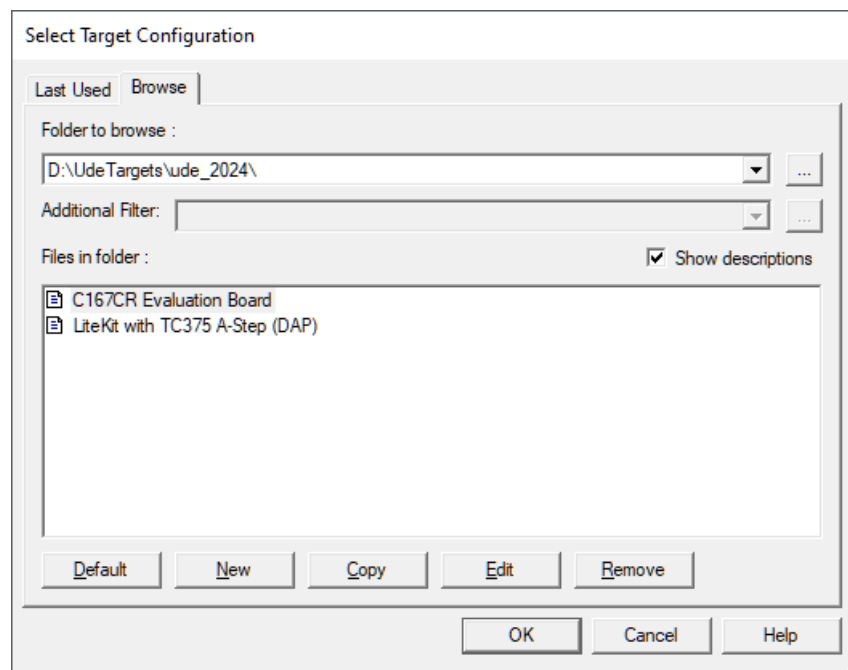 Select Target Configuration
Last Used Browse
Folder to browse :
D:\UdeTargets\ude_2024\
...
Additional Filter:
...
Files in folder :
Show descriptions
C167CR Evaluation Board
LiteKit with TC375 A-Step (DAP)
Default New Copy Edit Remove
OK Cancel Help